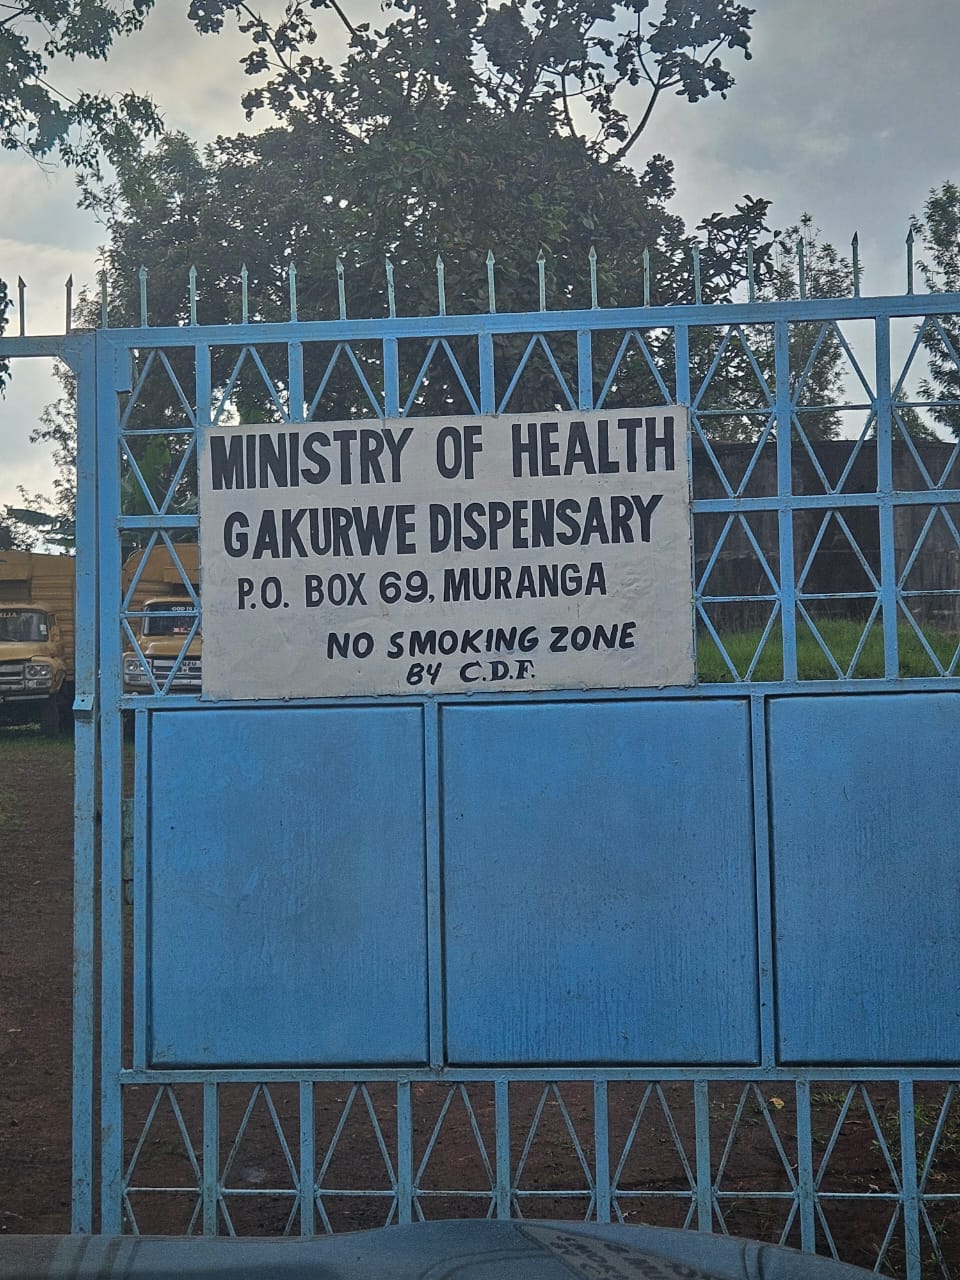 MINISTRY OF HEALTH
GAKURWE DISPENSARY
P.O. BOX 69, MURANGA
NO SMOKING ZONE
BY C.D.F.